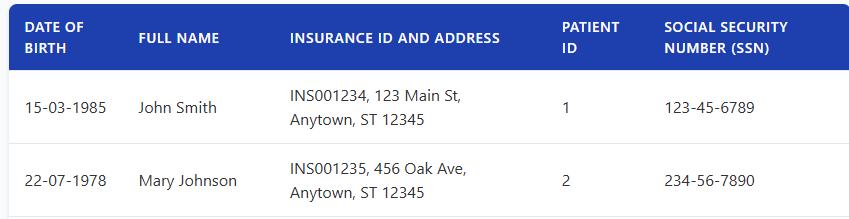 DATE OF BIRTH FULL NAME INSURANCE ID AND ADDRESS PATIENT ID SOCIAL SECURITY NUMBER (SSN)
15-03-1985 John Smith INS001234, 123 Main St, Anytown, ST 12345 1 123-45-6789
22-07-1978 Mary Johnson INS001235, 456 Oak Ave, Anytown, ST 12345 2 234-56-7890